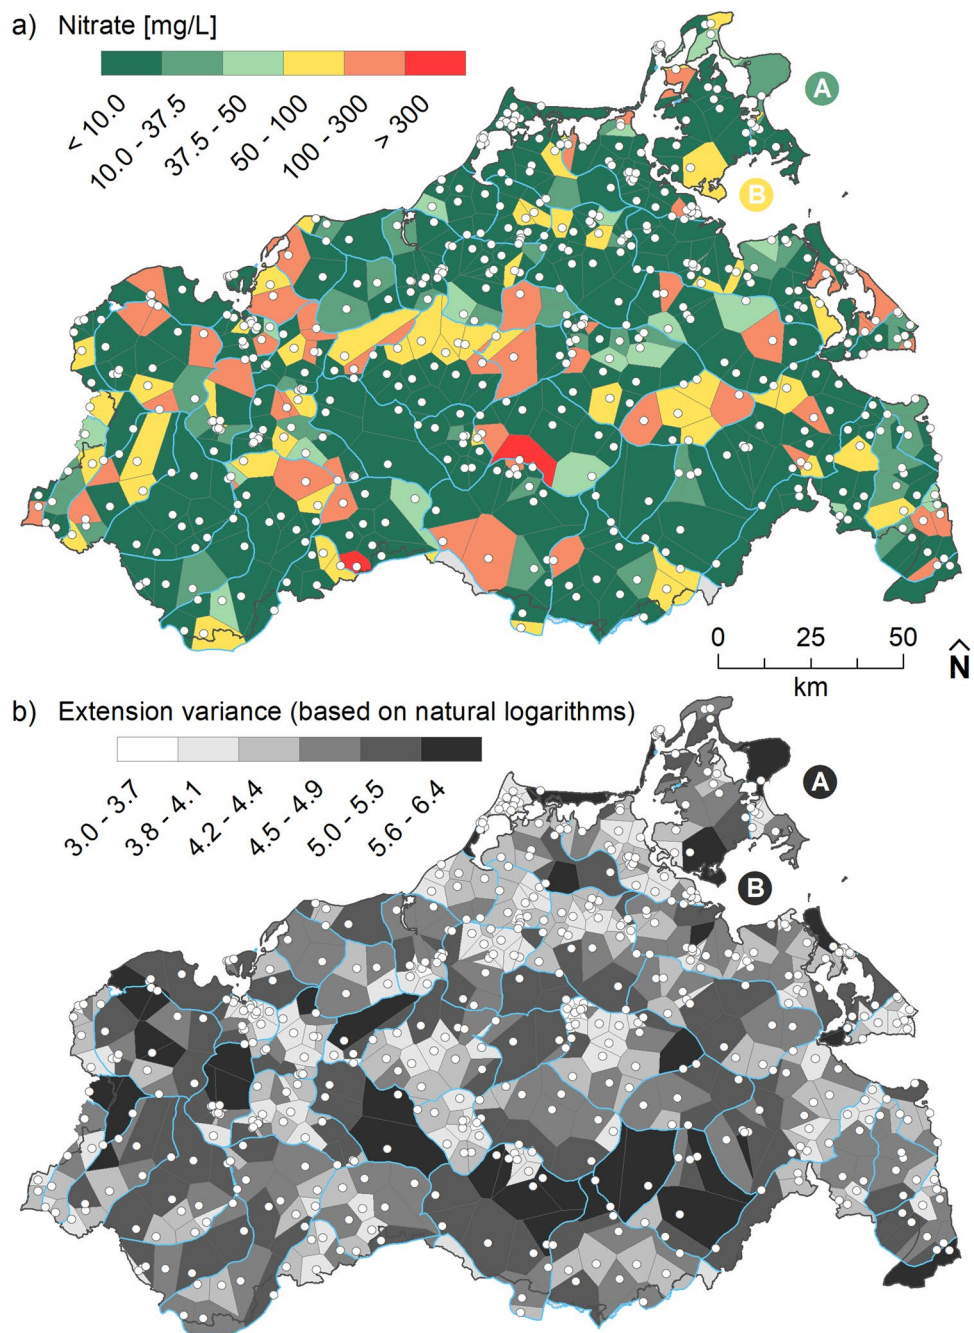 a) Nitrate [mg/L]
< 10.0
10.0 - 37.5
37.5 - 50
50 - 100
100 - 300
> 300
A
B
0 25 50
km
N
b) Extension variance (based on natural logarithms)
3.0 - 3.7
3.8 - 4.1
4.2 - 4.4
4.5 - 4.9
5.0 - 5.5
5.6 - 6.4
A
B